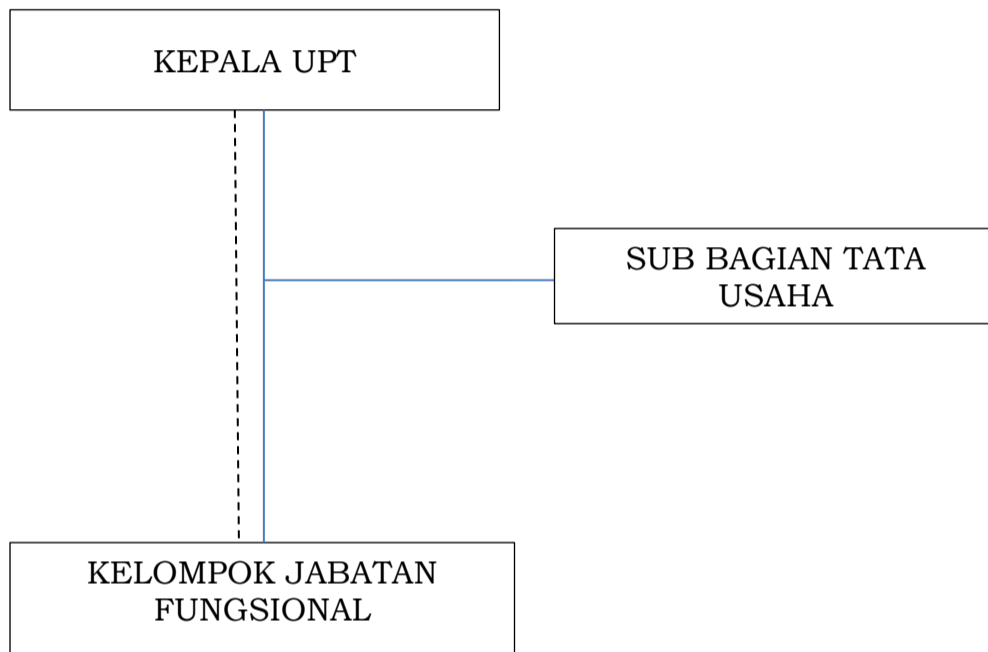 KEPALA UPT
SUB BAGIAN TATA
USAHA
KELOMPOK JABATAN
FUNGSIONAL